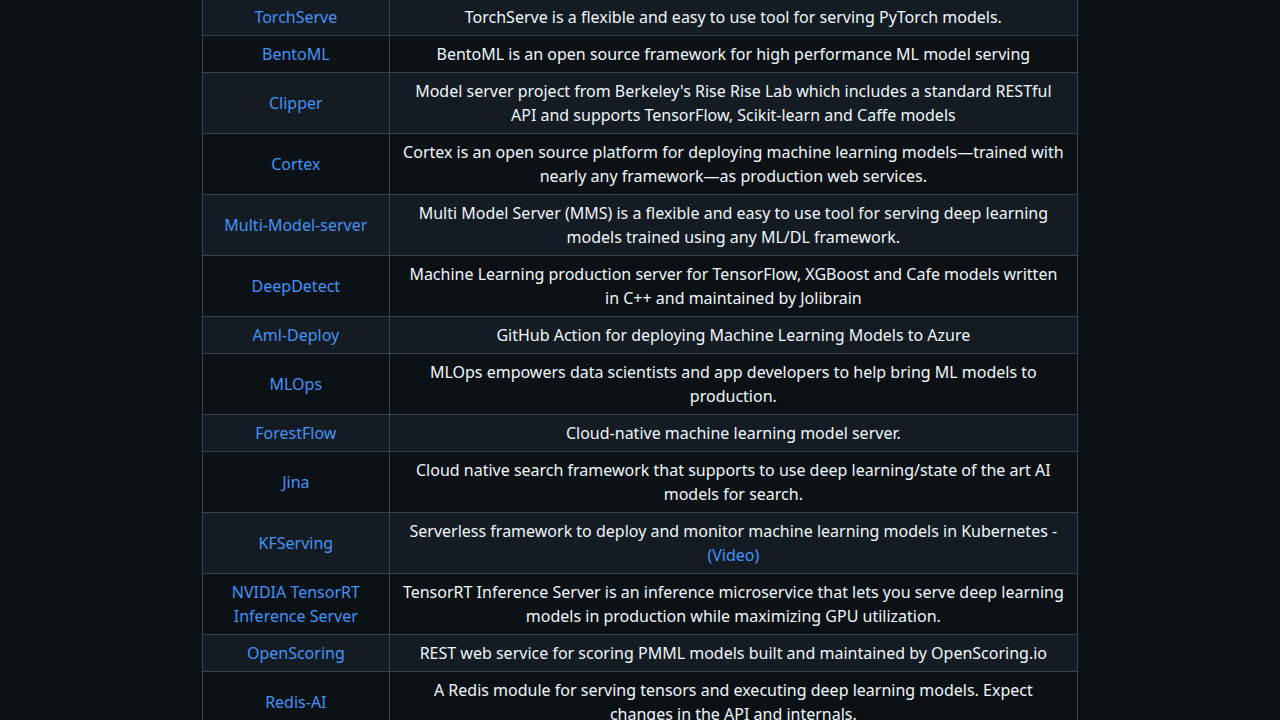 TorchServe
TorchServe is a flexible and easy to use tool for serving PyTorch models.
BentoML
BentoML is an open source framework for high performance ML model serving
Clipper
Model server project from Berkeley's Rise Rise Lab which includes a standard RESTful
API and supports TensorFlow, Scikit-learn and Caffe models
Cortex
Cortex is an open source platform for deploying machine learning models—trained with
nearly any framework—as production web services.
Multi-Model-server
Multi Model Server (MMS) is a flexible and easy to use tool for serving deep learning
models trained using any ML/DL framework.
DeepDetect
Machine Learning production server for TensorFlow, XGBoost and Cafe models written
in C++ and maintained by Jolibrain
Aml-Deploy
GitHub Action for deploying Machine Learning Models to Azure
MLOps
MLOps empowers data scientists and app developers to help bring ML models to
production.
ForestFlow
Cloud-native machine learning model server.
Jina
Cloud native search framework that supports to use deep learning/state of the art AI
models for search.
KFServing
Serverless framework to deploy and monitor machine learning models in Kubernetes -
(Video)
NVIDIA TensorRT
Inference Server
TensorRT Inference Server is an inference microservice that lets you serve deep learning
models in production while maximizing GPU utilization.
OpenScoring
REST web service for scoring PMML models built and maintained by OpenScoring.io
Redis-AI
A Redis module for serving tensors and executing deep learning models. Expect
changes in the API and internals.